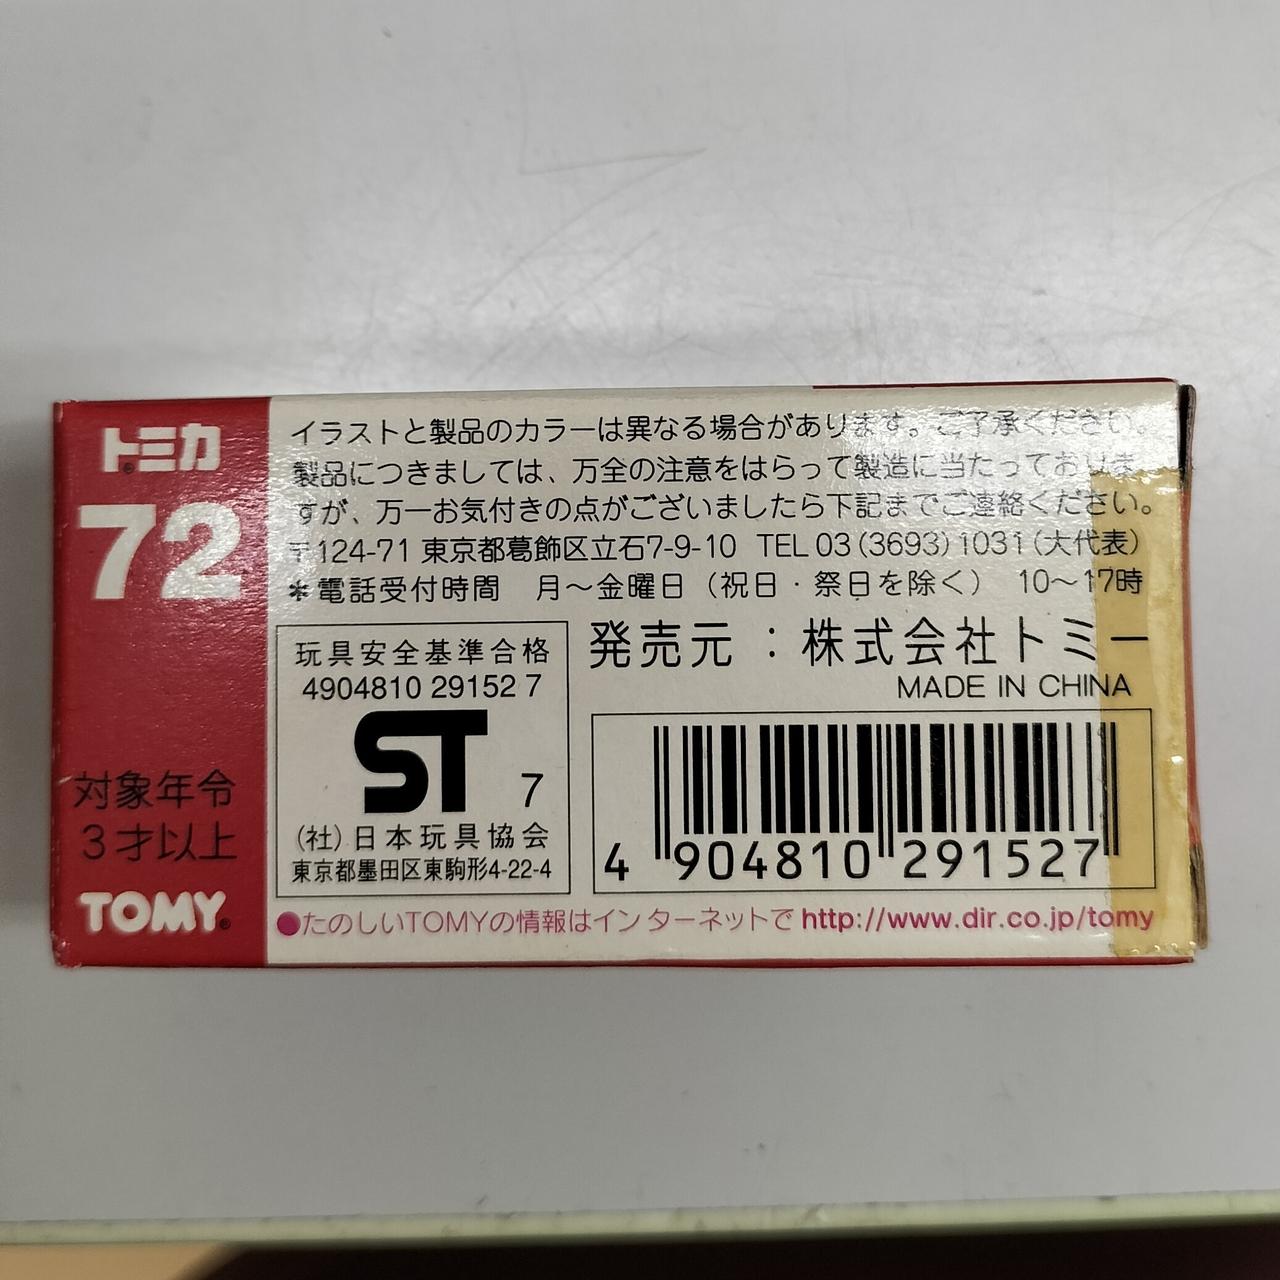 トミカ
72
対象年令
3才以上
TOMY
イラストと製品のカラーは異なる場合があります。ご了承ください。
製品につきましては、万全の注意をはらって製造に当たっておりま
すが、万一お気付きの点がございましたら下記までご連絡ください。
〒124-71 東京都葛飾区立石7-9-10 TEL 03(3693)1031(大代表)
＊電話受付時間 月～金曜日（祝日・祭日を除く） 10～17時
玩具安全基準合格
4904810 29152 7
ST 7
(社)日本玩具協会
東京都墨田区東駒形4-22-4
発売元：株式会社トミー
MADE IN CHINA
4 904810 291527
●たのしいTOMYの情報はインターネットで http://www.dir.co.jp/tomy